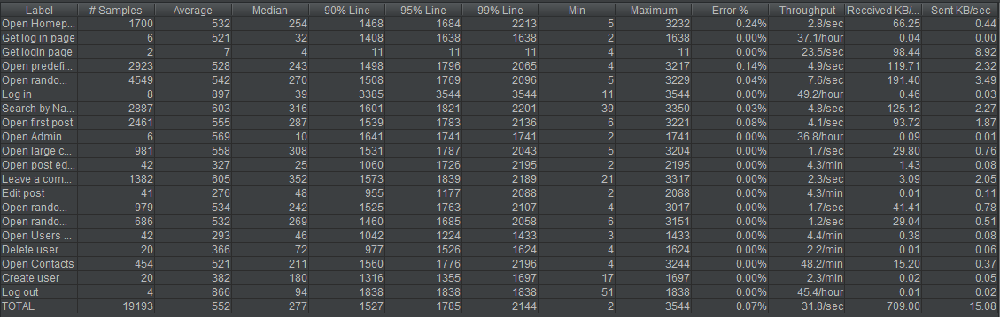 Label # Samples Average Median 90% Line 95% Line 99% Line Min Maximum Error % Throughput Received KB/... Sent KB/sec
Open Homep... 1700 532 254 1468 1684 2213 5 3232 0.24% 2.8/sec 66.25 0.44
Get log in page 6 521 32 1408 1638 1638 2 1638 0.00% 37.1/hour 0.04 0.00
Get login page 2 7 4 11 11 11 4 11 0.00% 23.5/sec 98.44 8.92
Open predefi... 2923 528 243 1498 1796 2065 4 3217 0.14% 4.9/sec 119.71 2.32
Open rando... 4549 542 270 1508 1769 2096 5 3229 0.04% 7.6/sec 191.40 3.49
Log in 8 897 39 3385 3544 3544 11 3544 0.00% 49.2/hour 0.46 0.03
Search by Na... 2887 603 316 1601 1821 2201 39 3350 0.03% 4.8/sec 125.12 2.27
Open first post 2461 555 287 1539 1783 2136 6 3221 0.08% 4.1/sec 93.72 1.87
Open Admin ... 6 569 10 1641 1741 1741 2 1741 0.00% 36.8/hour 0.09 0.01
Open large c... 981 558 308 1531 1787 2043 5 3204 0.00% 1.7/sec 29.80 0.76
Open post ed... 42 327 25 1060 1726 2195 2 2195 0.00% 4.3/min 1.43 0.08
Leave a com... 1382 605 352 1573 1839 2189 21 3317 0.00% 2.3/sec 3.09 2.05
Edit post 41 276 48 955 1177 2088 2 2088 0.00% 4.3/min 0.01 0.11
Open rando... 979 534 242 1525 1763 2107 4 3017 0.00% 1.7/sec 41.41 0.78
Open rando... 686 532 269 1460 1685 2058 6 3151 0.00% 1.2/sec 29.04 0.51
Open Users ... 42 293 46 1042 1224 1433 3 1433 0.00% 4.4/min 0.38 0.08
Delete user 20 366 72 977 1526 1624 4 1624 0.00% 2.2/min 0.01 0.06
Open Contacts 454 521 211 1560 1776 2196 4 3244 0.00% 48.2/min 15.20 0.37
Create user 20 382 180 1316 1355 1697 17 1697 0.00% 2.3/min 0.02 0.05
Log out 4 866 94 1838 1838 1838 51 1838 0.00% 45.4/hour 0.01 0.02
TOTAL 19193 552 277 1527 1785 2144 2 3544 0.07% 31.8/sec 709.00 15.08